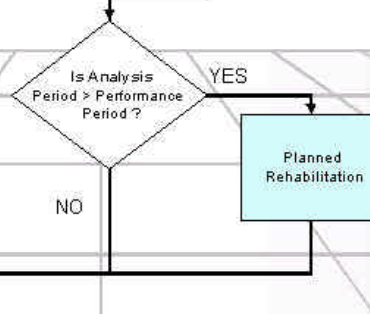 Is Analysis
Period > Performance
Period ?
YES
Planned
Rehabilitation
NO